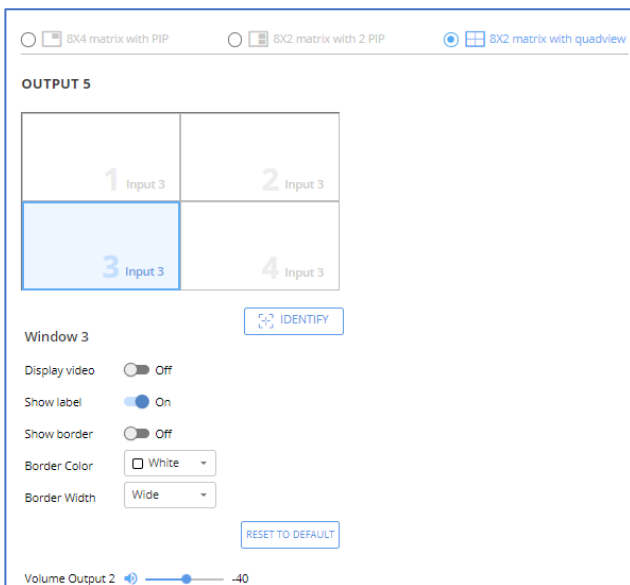 8X4 matrix with PIP 8X2 matrix with 2 PIP 8X2 matrix with quadview
OUTPUT 5
1 Input 3 2 Input 3
3 Input 3 4 Input 3
IDENTIFY
Window 3
Display video Off
Show label On
Show border Off
Border Color White
Border Width Wide
RESET TO DEFAULT
Volume Output 2 -40